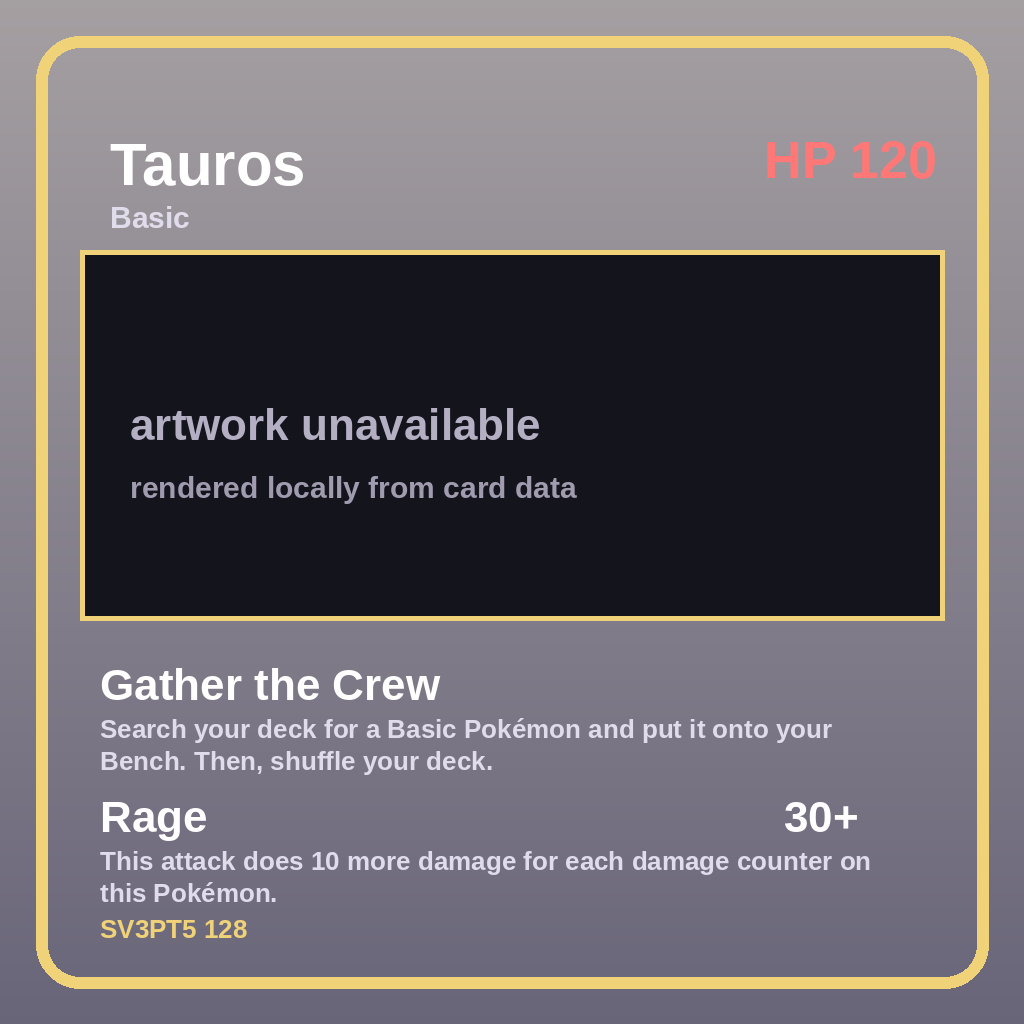 Tauros
HP 120
Basic
artwork unavailable
rendered locally from card data
Gather the Crew
Search your deck for a Basic Pokémon and put it onto your
Bench. Then, shuffle your deck.
Rage 30+
This attack does 10 more damage for each damage counter on
this Pokémon.
SV3PT5 128